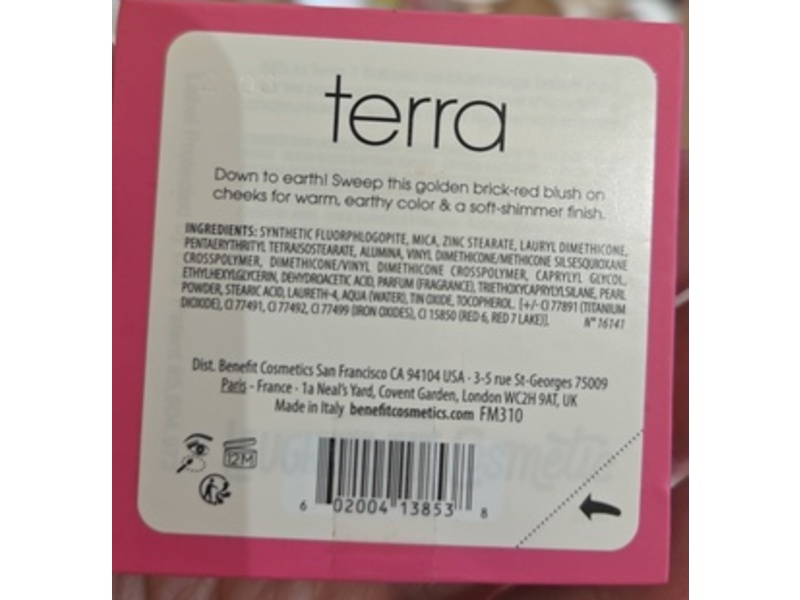 terra
Down to earth! Sweep this golden brick-red blush on
cheeks for warm, earthy color & a soft-shimmer finish.
INGREDIENTS: SYNTHETIC FLUORPHLOGOPITE, MICA, ZINC STEARATE, LAURYL DIMETHICONE,
PENTAERYTHRITYL TETRAISOSTEARATE, ALUMINA, VINYL DIMETHICONE/METHICONE SILSESQUIOXANE
CROSSPOLYMER, DIMETHICONE/VINYL DIMETHICONE CROSSPOLYMER, CAPRYLYL GLYCOL,
ETHYLHEXYLGLYCERIN, DEHYDROACETIC ACID, PARFUM (FRAGRANCE), TRIETHOXYCAPRYLYLSILANE, PEARL
POWDER, STEARIC ACID, LAURETH-4, AQUA (WATER), TIN OXIDE, TOCOPHEROL. [+/- CI 77891 (TITANIUM
DIOXIDE), CI 77491, CI 77492, CI 77499 (IRON OXIDES), CI 15850 (RED 6, RED 7 LAKE)]. N° 16141
Dist. Benefit Cosmetics San Francisco CA 94104 USA · 3-5 rue St-Georges 75009
Paris - France · 1a Neal's Yard, Covent Garden, London WC2H 9AT, UK
Made in Italy benefitcosmetics.com FM310
12M
6 02004 13853 8